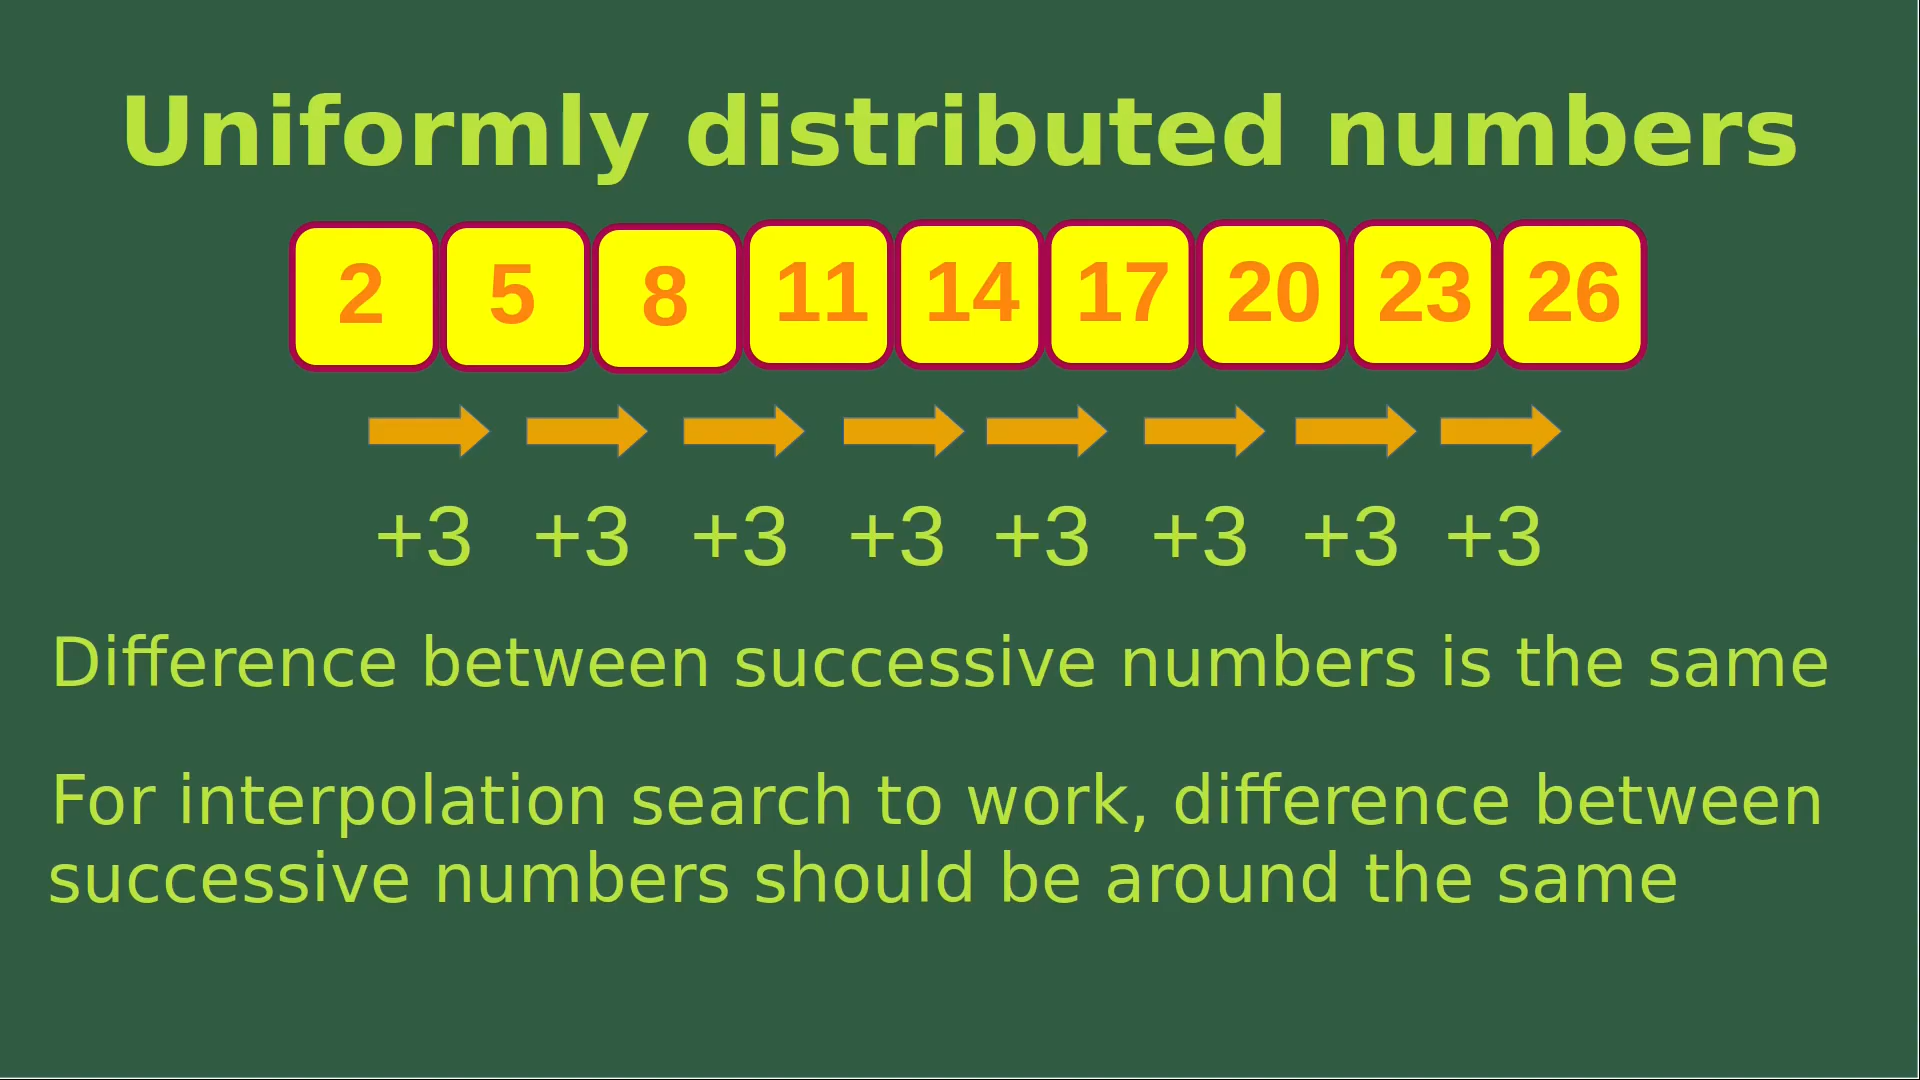 Uniformly distributed numbers
2 5 8 11 14 17 20 23 26
+3 +3 +3 +3 +3 +3 +3 +3
Difference between successive numbers is the same
For interpolation search to work, difference between
successive numbers should be around the same